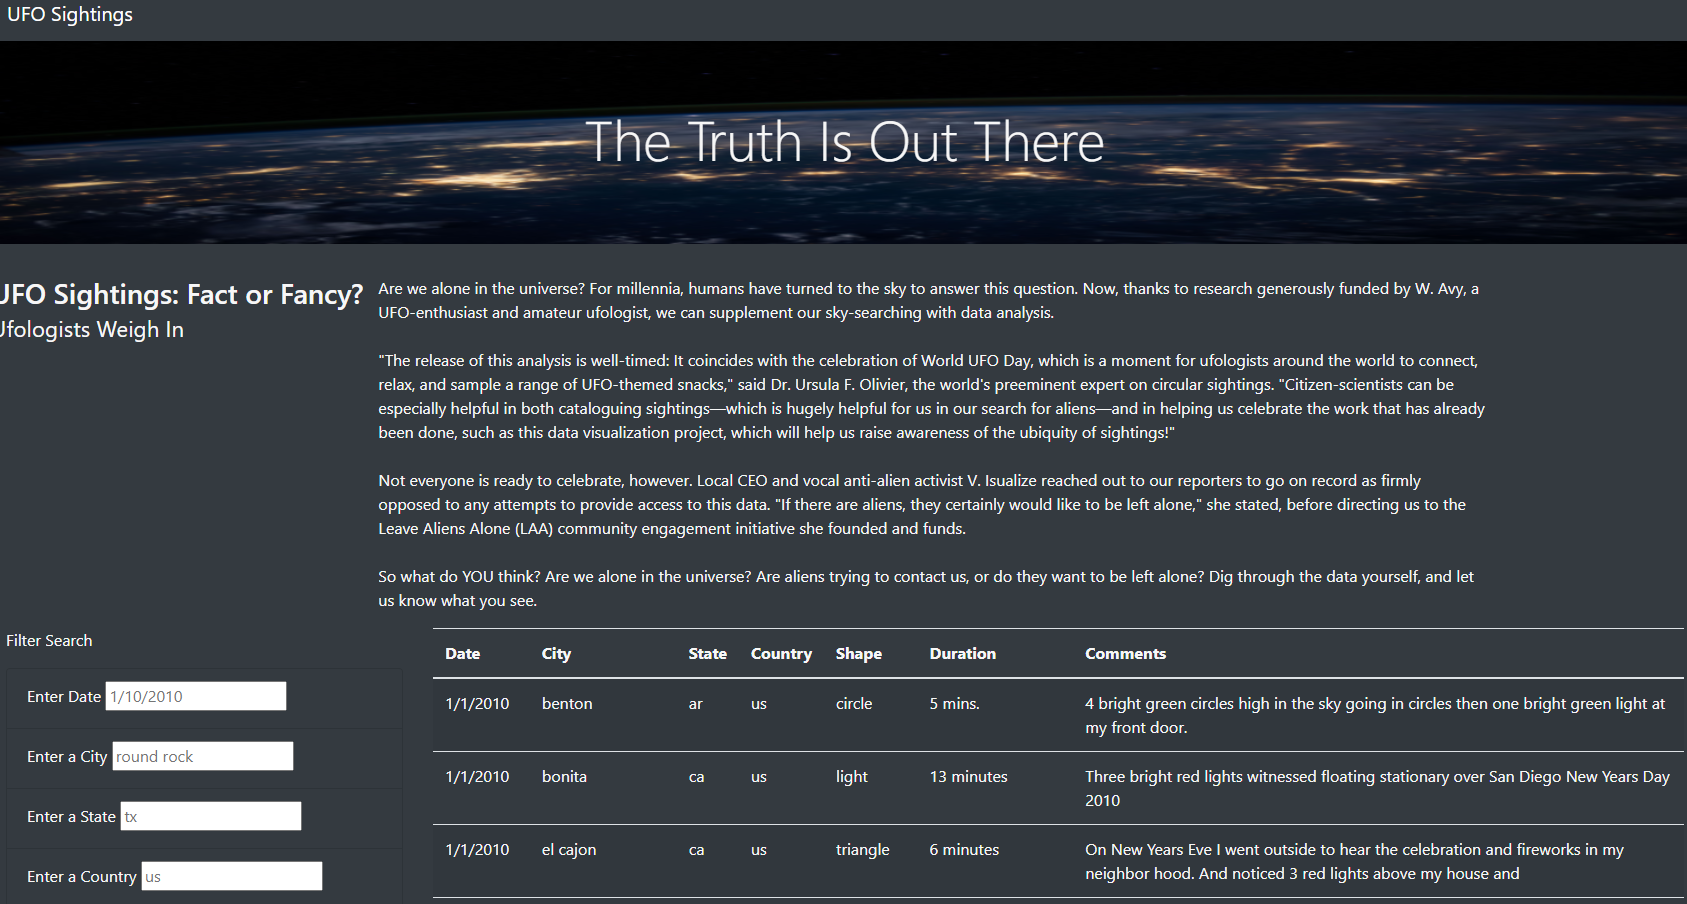 UFO Sightings
The Truth Is Out There
UFO Sightings: Fact or Fancy?
Ufologists Weigh In
Are we alone in the universe? For millennia, humans have turned to the sky to answer this question. Now, thanks to research generously funded by W. Avy, a
UFO-enthusiast and amateur ufologist, we can supplement our sky-searching with data analysis.
"The release of this analysis is well-timed: It coincides with the celebration of World UFO Day, which is a moment for ufologists around the world to connect,
relax, and sample a range of UFO-themed snacks," said Dr. Ursula F. Olivier, the world's preeminent expert on circular sightings. "Citizen-scientists can be
especially helpful in both cataloguing sightings—which is hugely helpful for us in our search for aliens—and in helping us celebrate the work that has already
been done, such as this data visualization project, which will help us raise awareness of the ubiquity of sightings!"
Not everyone is ready to celebrate, however. Local CEO and vocal anti-alien activist V. Isualize reached out to our reporters to go on record as firmly
opposed to any attempts to provide access to this data. "If there are aliens, they certainly would like to be left alone," she stated, before directing us to the
Leave Aliens Alone (LAA) community engagement initiative she founded and funds.
So what do YOU think? Are we alone in the universe? Are aliens trying to contact us, or do they want to be left alone? Dig through the data yourself, and let
us know what you see.
Filter Search
Enter Date 1/10/2010
Enter a City round rock
Enter a State tx
Enter a Country us
Date City State Country Shape Duration Comments
1/1/2010 benton ar us circle 5 mins. 4 bright green circles high in the sky going in circles then one bright green light at
my front door.
1/1/2010 bonita ca us light 13 minutes Three bright red lights witnessed floating stationary over San Diego New Years Day
2010
1/1/2010 el cajon ca us triangle 6 minutes On New Years Eve I went outside to hear the celebration and fireworks in my
neighbor hood. And noticed 3 red lights above my house and